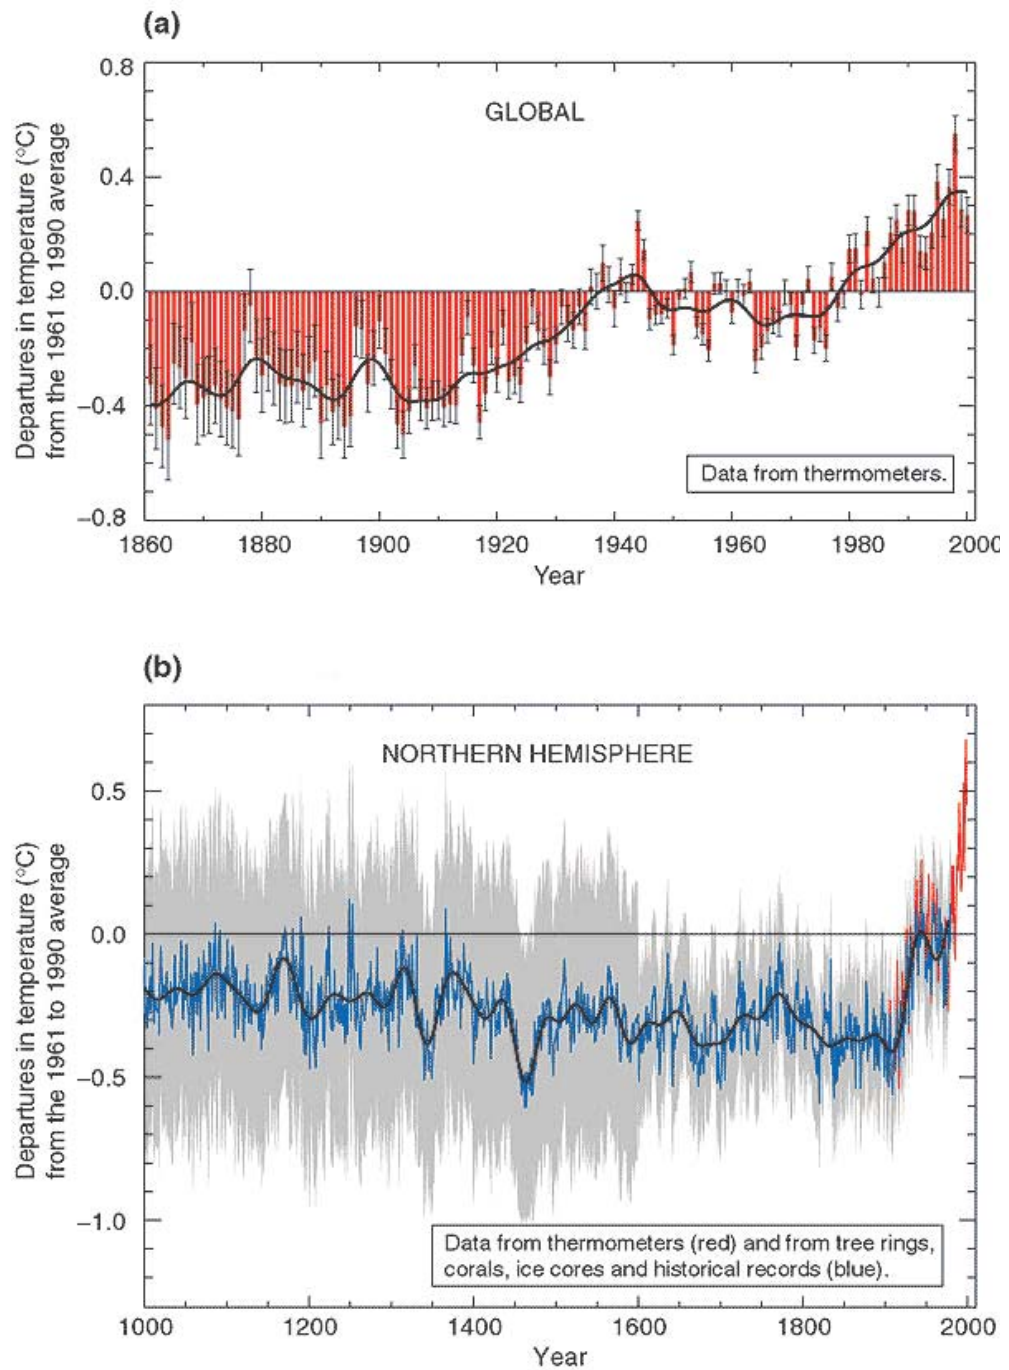 (a)
GLOBAL
Departures in temperature (°C)
from the 1961 to 1990 average
0.8
0.4
0.0
−0.4
−0.8
Data from thermometers.
1860 1880 1900 1920 1940 1960 1980 2000
Year
(b)
NORTHERN HEMISPHERE
Departures in temperature (°C)
from the 1961 to 1990 average
0.5
0.0
−0.5
−1.0
Data from thermometers (red) and from tree rings,
corals, ice cores and historical records (blue).
1000 1200 1400 1600 1800 2000
Year